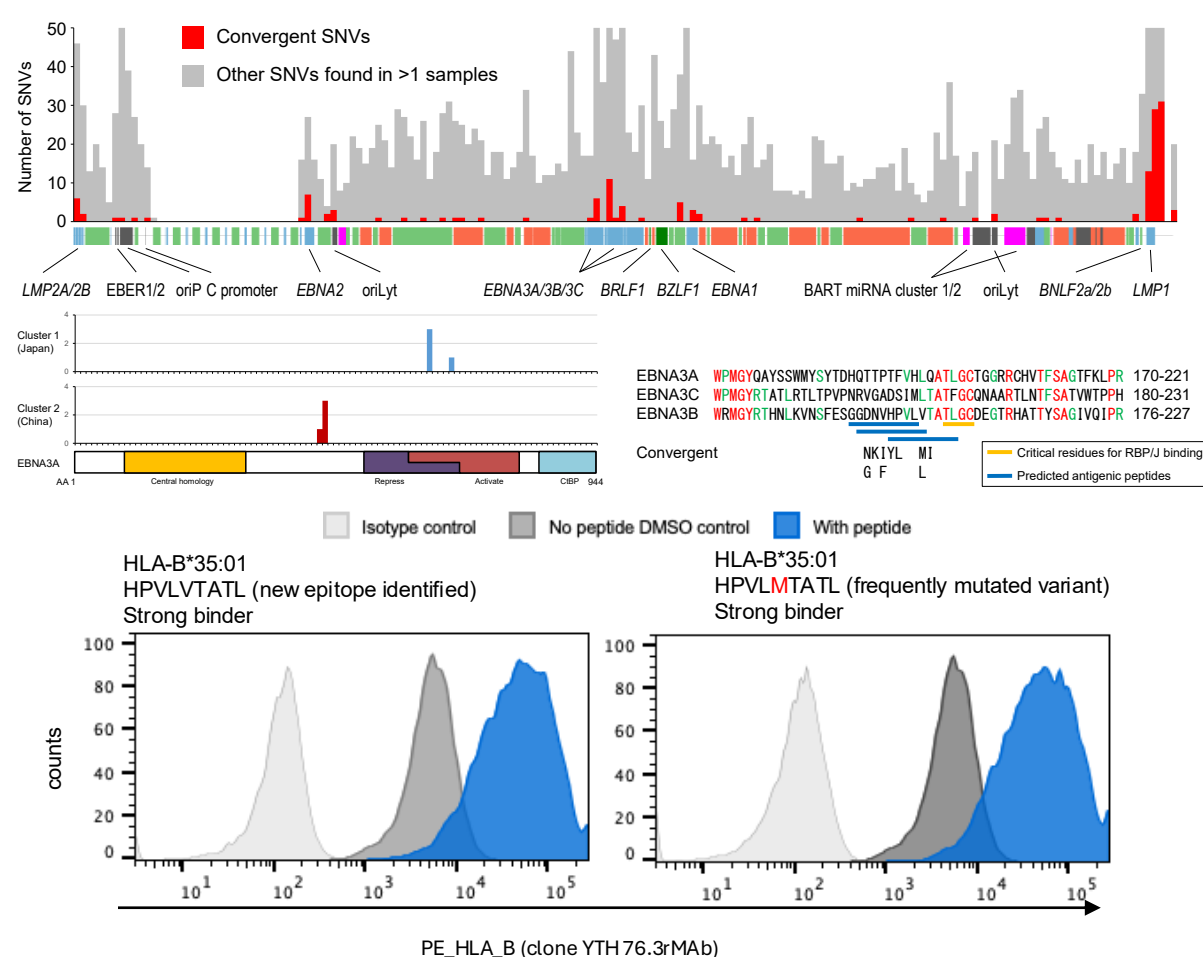 Number of SNVs
50
40
30
20
10
0
Convergent SNVs
Other SNVs found in >1 samples
LMP2A/2B EBER1/2 oriP C promoter EBNA2 oriLyt EBNA3A/3B/3C BRLF1 BZLF1 EBNA1 BART miRNA cluster 1/2 oriLyt BNLF2a/2b LMP1
Cluster 1
(Japan)
4
2
0
Cluster 2
(China)
4
2
0
EBNA3A
AA 1 Central homology Repress Activate CtBP 944
EBNA3A WPMGYQAYSSWMYSYTDHQTTPTFVHLQATLGCTGGRRCHVTFSAGTFKLPR 170-221
EBNA3C WPMGYRTATLRTLTPVPNRVGADSIMLTATFGCQNAARTLNTFSATVWTPPH 180-231
EBNA3B WRMGYRTHNLKVNSFESGGDNVHPVLVTATLGCDEGTRHATTYSAGIVQIPR 176-227
Convergent NKIYL MI
G F L
Critical residues for RBP/J binding
Predicted antigenic peptides
Isotype control No peptide DMSO control With peptide
HLA-B*35:01
HPVLVTATL (new epitope identified)
Strong binder
HLA-B*35:01
HPVLMTATL (frequently mutated variant)
Strong binder
counts
100
80
60
40
20
0
10¹ 10² 10³ 10⁴ 10⁵
100
80
60
40
20
0
10¹ 10² 10³ 10⁴ 10⁵
PE_HLA_B (clone YTH 76.3rMAb)